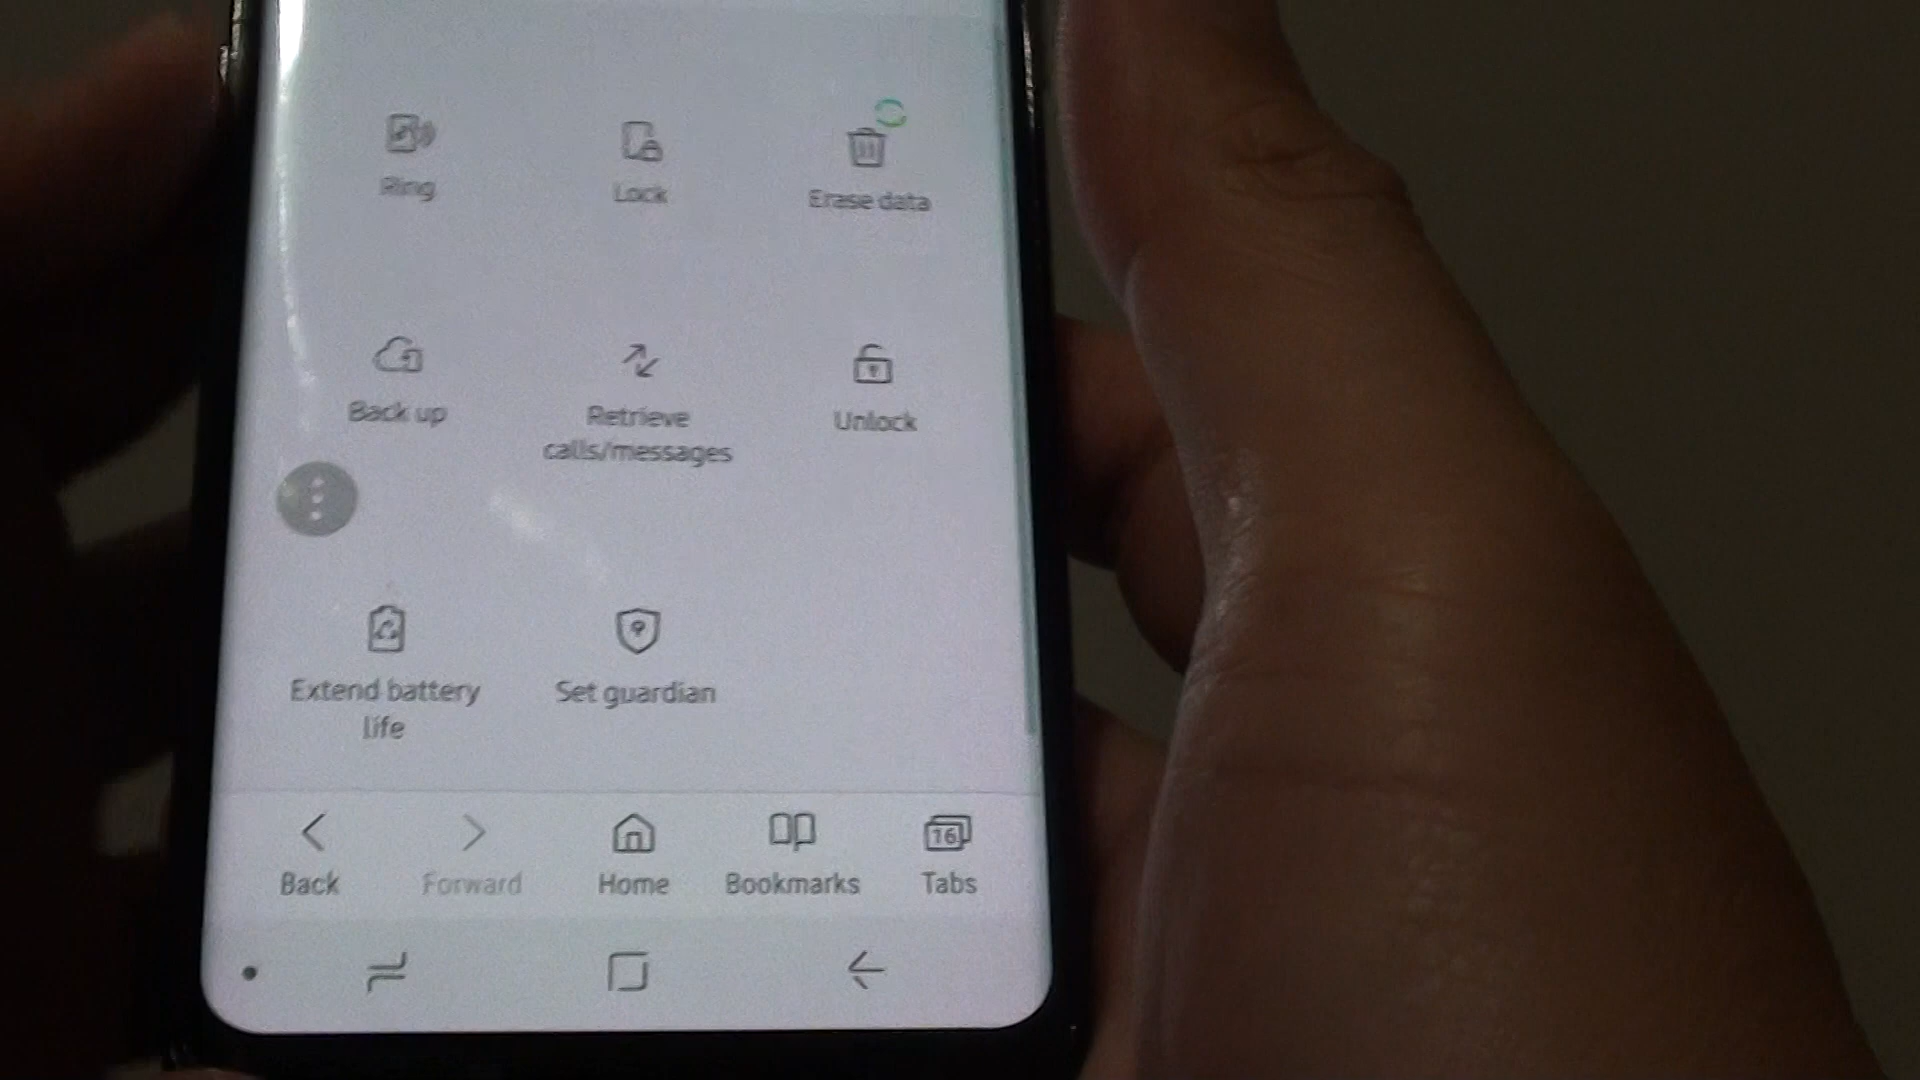 Ring
Lock
Erase data
Back up
Retrieve
calls/messages
Unlock
Extend battery
life
Set guardian
16
Back
Forward
Home
Bookmarks
Tabs